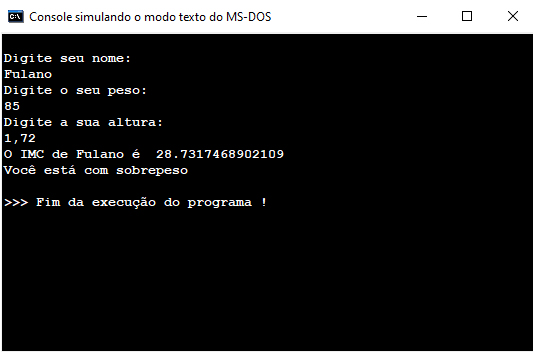 Console simulando o modo texto do MS-DOS
Digite seu nome:
Fulano
Digite o seu peso:
85
Digite a sua altura:
1,72
O IMC de Fulano é  28.7317468902109
Você está com sobrepeso
>>> Fim da execução do programa !